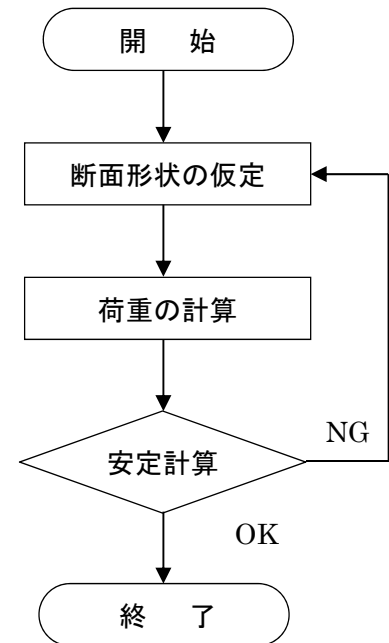 開　始
断面形状の仮定
荷重の計算
安定計算
NG
OK
終　了